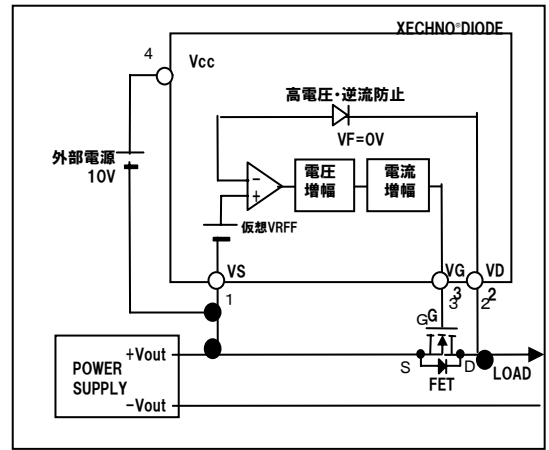 XECHNO®DIODE
4
Vcc
高電圧・逆流防止
VF=0V
外部電源
10V
電圧
増幅
電流
増幅
仮想VRFF
VS
1
VG
3
3
VD
2
2
G
G
+Vout
POWER
SUPPLY
-Vout
S
D
FET
LOAD